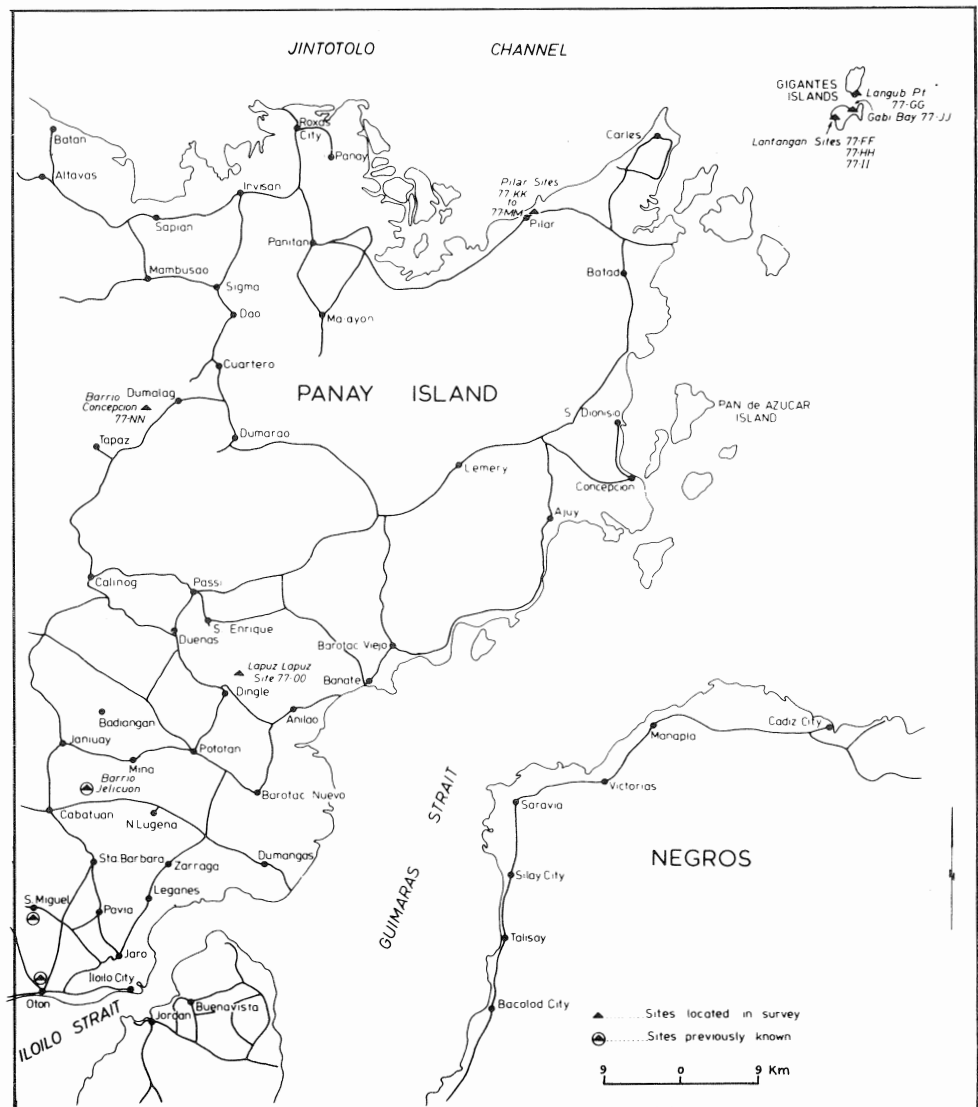 JINTOTOLO CHANNEL
GIGANTES
ISLANDS
Langub Pt
77-GG
Gabi Bay 77-JJ
Lantangan Sites 77-FF
77-HH
77-II
Roxas
City
Panay
Batan
Altavas
Carles
Ivisan
Pilar Sites
77-KK
to
77-MM
Pilar
Sapian
Panitan
Mambusao
Sigma
Batad
Dao
Ma-ayon
Cuartero
PANAY ISLAND
Barrio
Concepcion
77-NN
Dumalag
PAN de AZUCAR
ISLAND
S. Dionisio
Tapaz
Dumarao
Lemery
Concepcion
Ajuy
Calinog
Passi
S. Enrique
Duenas
Barotac Viejo
Lapuz Lapuz
Site 77-OO
Banate
Dingle
Anilao
Badiangan
Janiuay
Mina
Pototan
Manapla
Cadiz City
Barrio
Jelicuon
Barotac Nuevo
Victorias
Saravia
Cabatuan
N Lugena
GUIMARAS STRAIT
NEGROS
Sta. Barbara
Zarraga
Dumangas
Silay City
S. Miguel
Pavia
Leganes
Talisay
Jaro
Iloilo City
Oton
Bacolod City
Buenavista
Jordan
ILOILO STRAIT
Sites located in survey
Sites previously known
9 0 9 Km